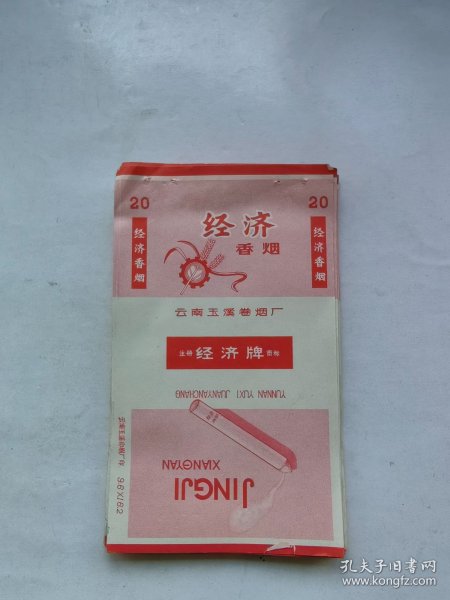 20
20
经济
香烟
经济香烟
经济香烟
云南玉溪卷烟厂
注册 经济牌 商标
YUNNAN YUXI JUANYANCHANG
JINGJI
XIANGYAN
98X162
孔夫子旧书网
www.kongfz.com